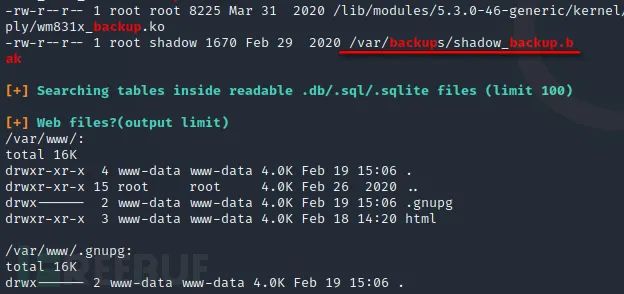 -rw-r--r-- 1 root root 8225 Mar 31  2020 /lib/modules/5.3.0-46-generic/kernel/
ply/wm831x_backup.ko
-rw-r--r-- 1 root shadow 1670 Feb 29  2020 /var/backups/shadow_backup.b
ak
[+] Searching tables inside readable .db/.sql/.sqlite files (limit 100)
[+] Web files?(output limit)
/var/www/:
total 16K
drwxr-xr-x  4 www-data www-data 4.0K Feb 19 15:06 .
drwxr-xr-x 15 root     root     4.0K Feb 26  2020 ..
drwx------  2 www-data www-data 4.0K Feb 19 15:06 .gnupg
drwxr-xr-x  3 www-data www-data 4.0K Feb 18 14:20 html
/var/www/.gnupg:
total 16K
drwx------ 2 www-data www-data 4.0K Feb 19 15:06 .
REEBUF